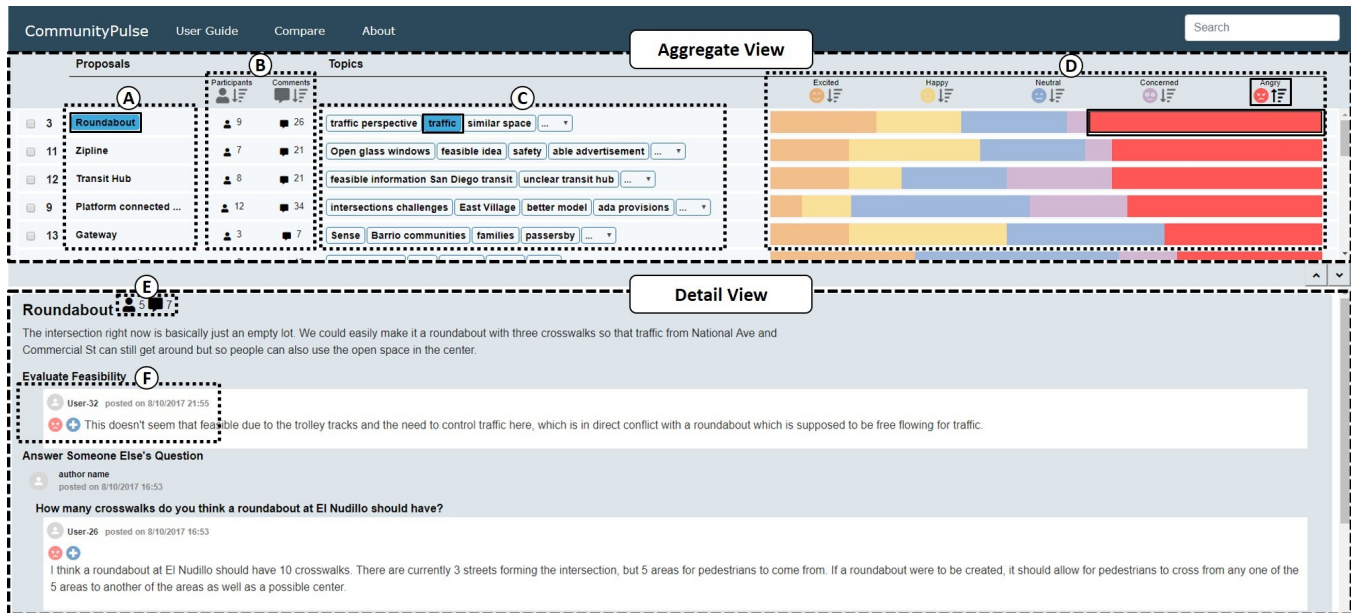 CommunityPulse User Guide Compare About Search
Aggregate View
Proposals B Topics D
Participants Comments Excited Happy Neutral Concerned Angry
A C
3 Roundabout 9 26 traffic perspective traffic similar space ...
11 Zipline 7 21 Open glass windows feasible idea safety able advertisement ...
12 Transit Hub 8 21 feasible information San Diego transit unclear transit hub ...
9 Platform connected ... 12 34 intersections challenges East Village better model ada provisions ...
13 Gateway 3 7 Sense Barrio communities families passersby ...
E
Detail View
Roundabout 5 7
The intersection right now is basically just an empty lot. We could easily make it a roundabout with three crosswalks so that traffic from National Ave and
Commercial St can still get around but so people can also use the open space in the center.
Evaluate Feasibility F
User-32 posted on 8/10/2017 21:55
This doesn't seem that feasible due to the trolley tracks and the need to control traffic here, which is in direct conflict with a roundabout which is supposed to be free flowing for traffic.
Answer Someone Else's Question
author name
posted on 8/10/2017 16:53
How many crosswalks do you think a roundabout at El Nudillo should have?
User-26 posted on 8/10/2017 16:53
I think a roundabout at El Nudillo should have 10 crosswalks. There are currently 3 streets forming the intersection, but 5 areas for pedestrians to come from. If a roundabout were to be created, it should allow for pedestrians to cross from any one of the
5 areas to another of the areas as well as a possible center.